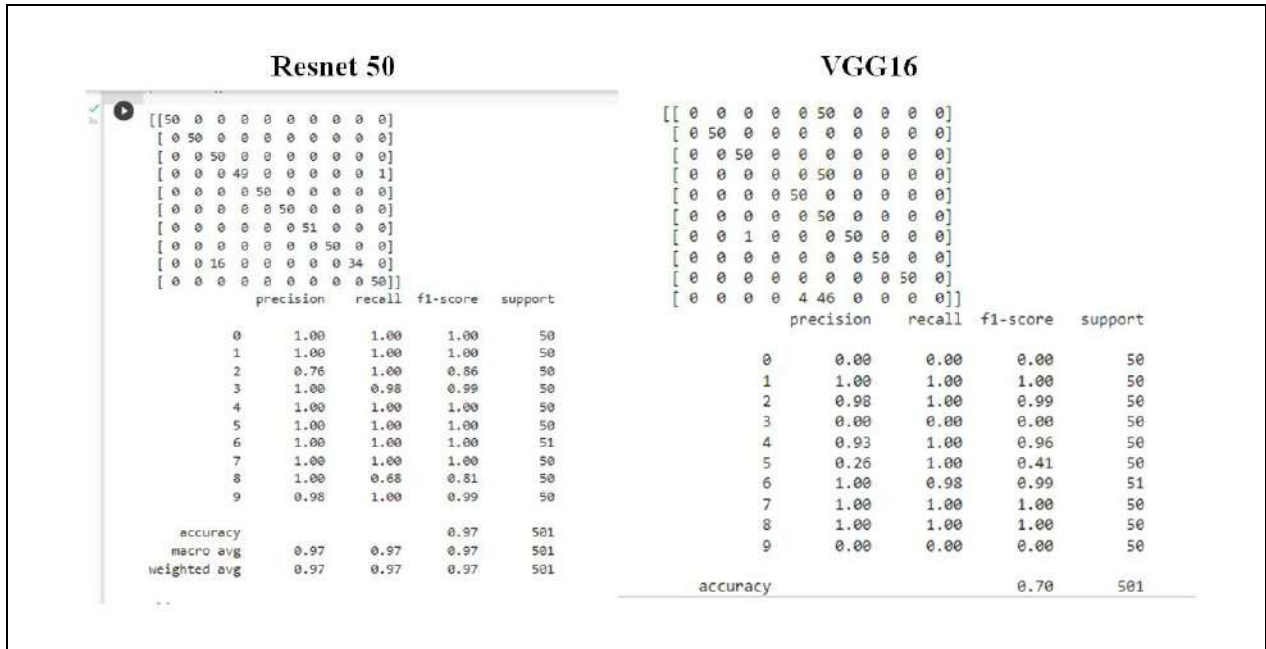 Resnet 50
[[50 0 0 0 0 0 0 0 0 0]
[ 0 50 0 0 0 0 0 0 0 0]
[ 0 0 50 0 0 0 0 0 0 0]
[ 0 0 0 49 0 0 0 0 0 1]
[ 0 0 0 0 50 0 0 0 0 0]
[ 0 0 0 0 0 50 0 0 0 0]
[ 0 0 0 0 0 0 51 0 0 0]
[ 0 0 0 0 0 0 0 50 0 0]
[ 0 0 16 0 0 0 0 0 34 0]
[ 0 0 0 0 0 0 0 0 0 50]]
precision recall f1-score support
0 1.00 1.00 1.00 50
1 1.00 1.00 1.00 50
2 0.76 1.00 0.86 50
3 1.00 0.98 0.99 50
4 1.00 1.00 1.00 50
5 1.00 1.00 1.00 50
6 1.00 1.00 1.00 51
7 1.00 1.00 1.00 50
8 1.00 0.68 0.81 50
9 0.98 1.00 0.99 50
accuracy 0.97 501
macro avg 0.97 0.97 0.97 501
weighted avg 0.97 0.97 0.97 501
VGG16
[[ 0 0 0 0 0 50 0 0 0 0]
[ 0 50 0 0 0 0 0 0 0 0]
[ 0 0 50 0 0 0 0 0 0 0]
[ 0 0 0 0 0 50 0 0 0 0]
[ 0 0 0 0 50 0 0 0 0 0]
[ 0 0 0 0 0 50 0 0 0 0]
[ 0 0 1 0 0 0 50 0 0 0]
[ 0 0 0 0 0 0 0 50 0 0]
[ 0 0 0 0 0 0 0 0 50 0]
[ 0 0 0 0 4 46 0 0 0 0]]
precision recall f1-score support
0 0.00 0.00 0.00 50
1 1.00 1.00 1.00 50
2 0.98 1.00 0.99 50
3 0.00 0.00 0.00 50
4 0.93 1.00 0.96 50
5 0.26 1.00 0.41 50
6 1.00 0.98 0.99 51
7 1.00 1.00 1.00 50
8 1.00 1.00 1.00 50
9 0.00 0.00 0.00 50
accuracy 0.70 501